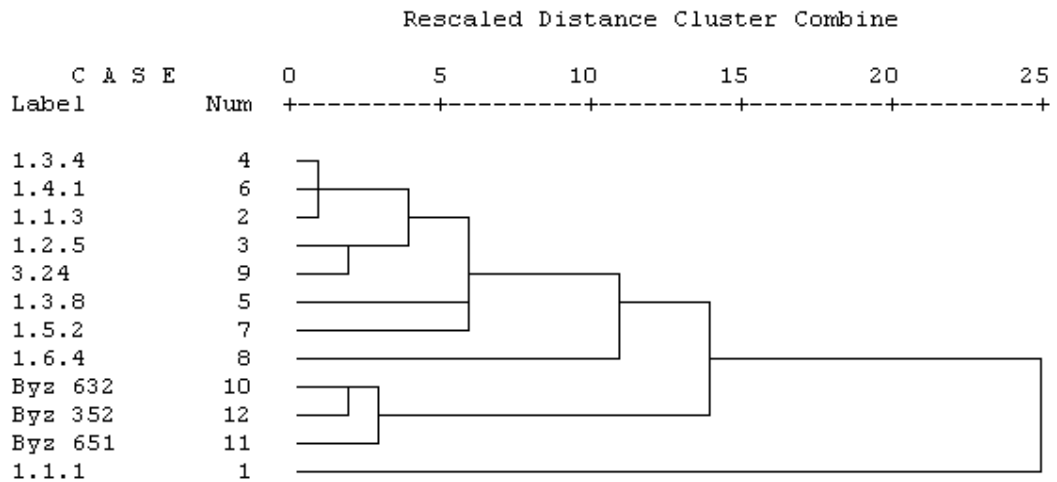 Rescaled Distance Cluster Combine
C A S E 0 5 10 15 20 25
Label Num +---------+---------+---------+---------+---------+
1.3.4 4
1.4.1 6
1.1.3 2
1.2.5 3
3.24 9
1.3.8 5
1.5.2 7
1.6.4 8
Byz 632 10
Byz 352 12
Byz 651 11
1.1.1 1